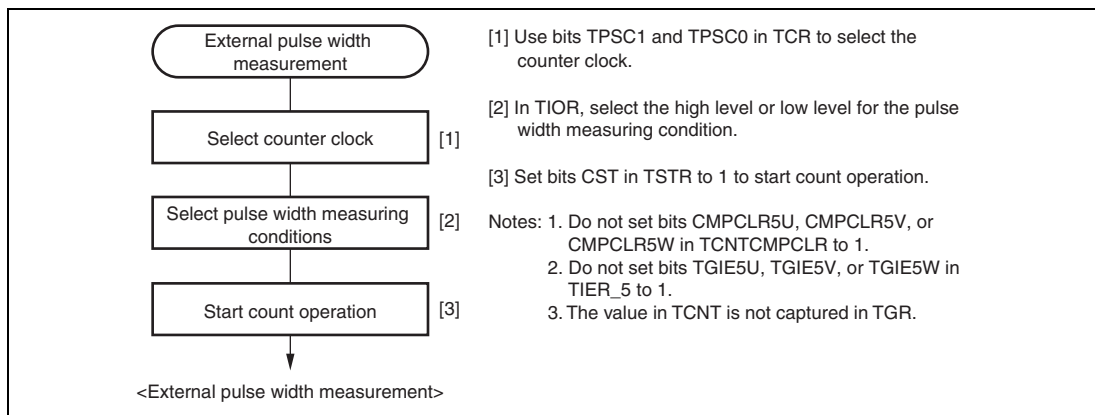 External pulse width
measurement
Select counter clock
[1]
Select pulse width measuring
conditions
[2]
Start count operation
[3]
<External pulse width measurement>
[1] Use bits TPSC1 and TPSC0 in TCR to select the
counter clock.
[2] In TIOR, select the high level or low level for the pulse
width measuring condition.
[3] Set bits CST in TSTR to 1 to start count operation.
Notes: 1. Do not set bits CMPCLR5U, CMPCLR5V, or
CMPCLR5W in TCNTCMPCLR to 1.
2. Do not set bits TGIE5U, TGIE5V, or TGIE5W in
TIER_5 to 1.
3. The value in TCNT is not captured in TGR.